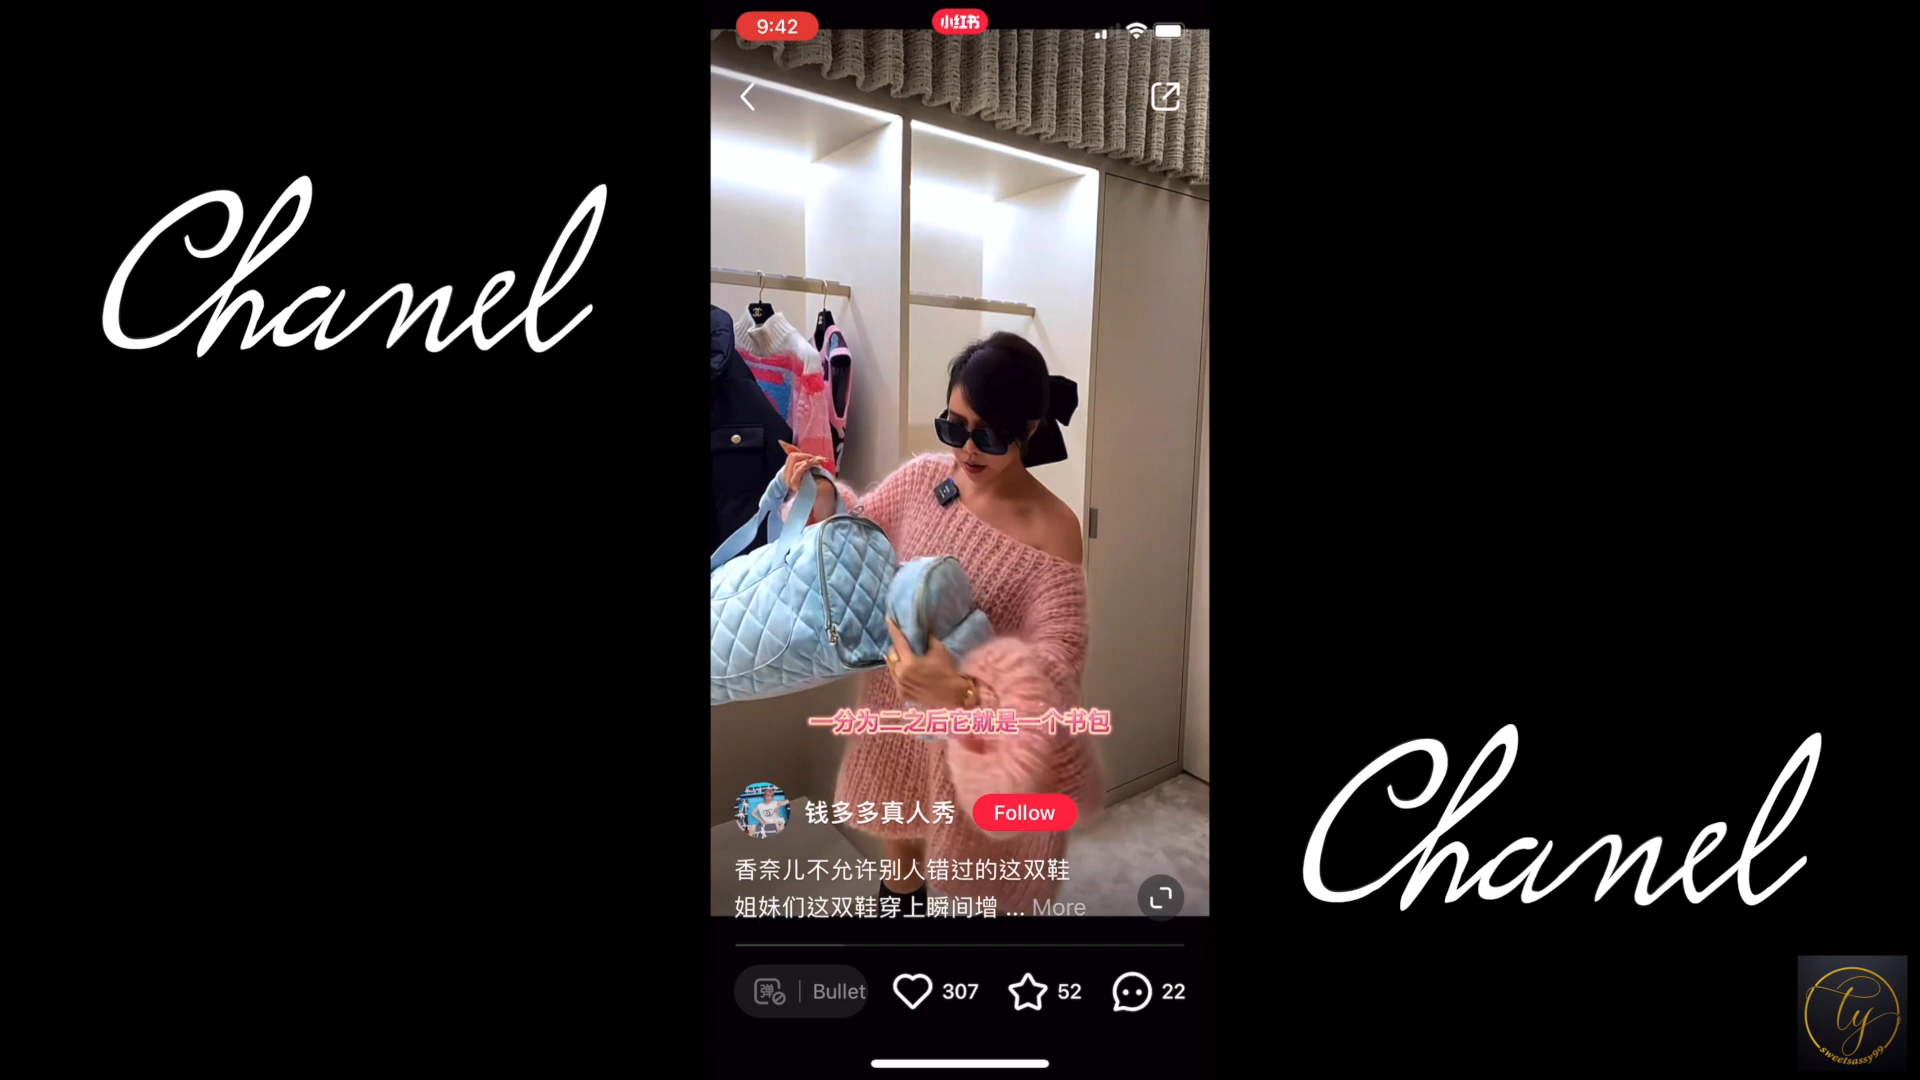 9:42
小红书
Chanel
一分为二之后它就是一个书包
钱多多真人秀
Follow
香奈儿不允许别人错过的这双鞋
姐妹们这双鞋穿上瞬间增 ... More
弹
Bullet
307
52
22
Chanel
ty
sweetsassy99